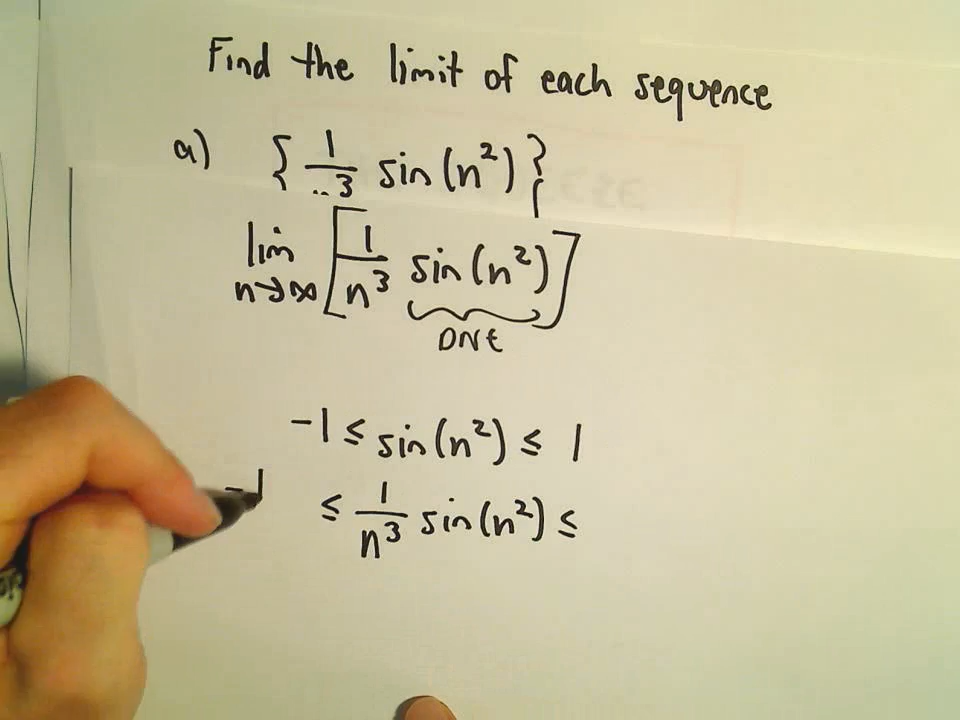 Find the limit of each sequence
a) { 1/..3 sin(n²) }
lim n→∞ [ 1/n³ sin(n²) ]
DNE
-1 ≤ sin(n²) ≤ 1
-1 ≤ 1/n³ sin(n²) ≤